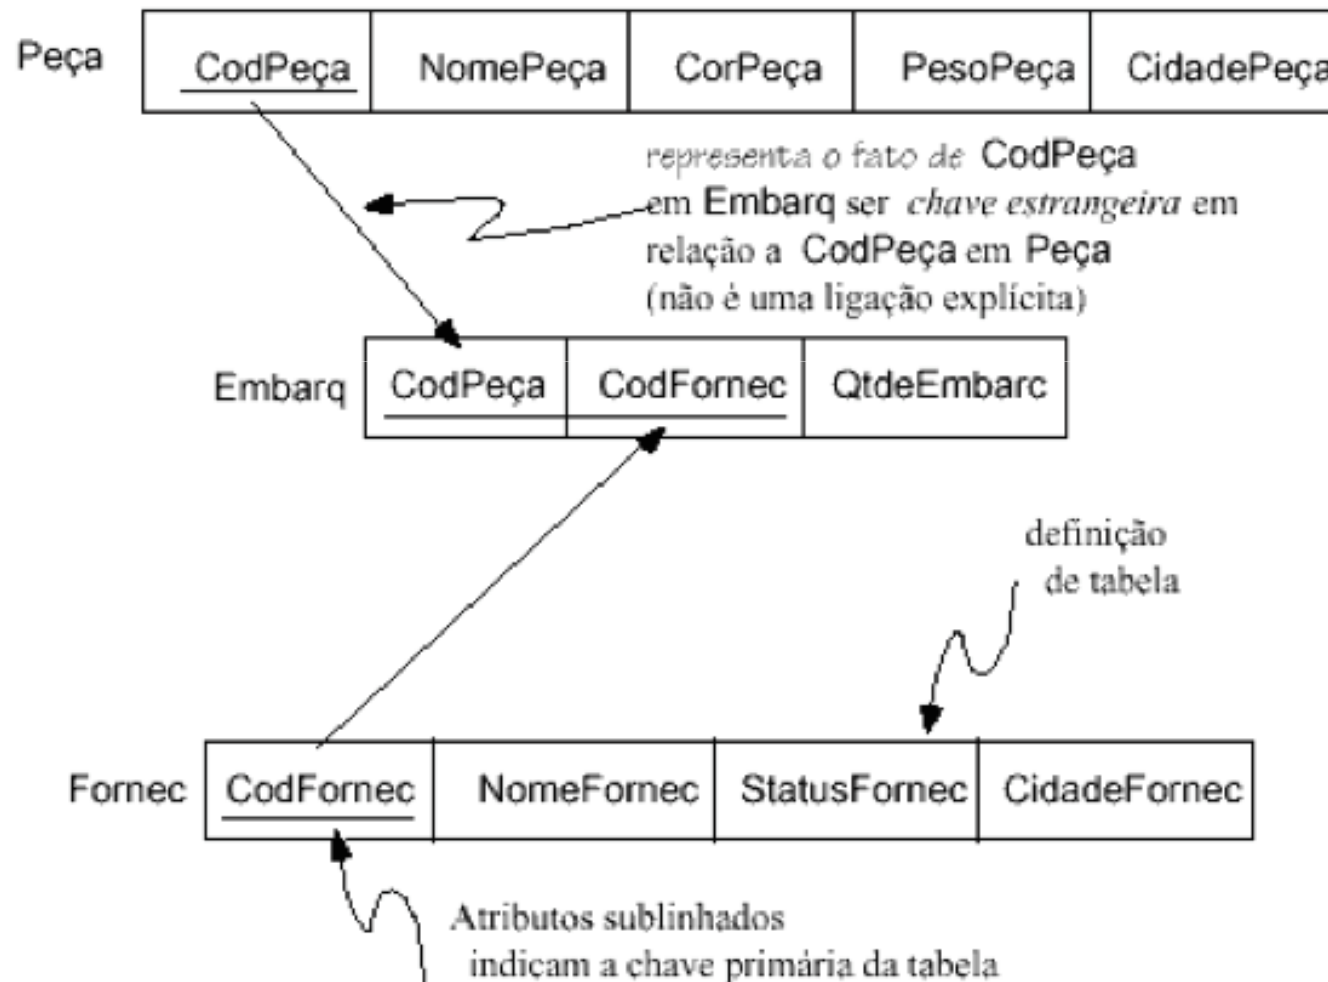 Peça CodPeça NomePeça CorPeça PesoPeça CidadePeça
representa o fato de CodPeça
em Embarq ser chave estrangeira em
relação a CodPeça em Peça
(não é uma ligação explícita)
Embarq CodPeça CodFornec QtdeEmbarc
definição
de tabela
Fornec CodFornec NomeFornec StatusFornec CidadeFornec
Atributos sublinhados
indicam a chave primária da tabela